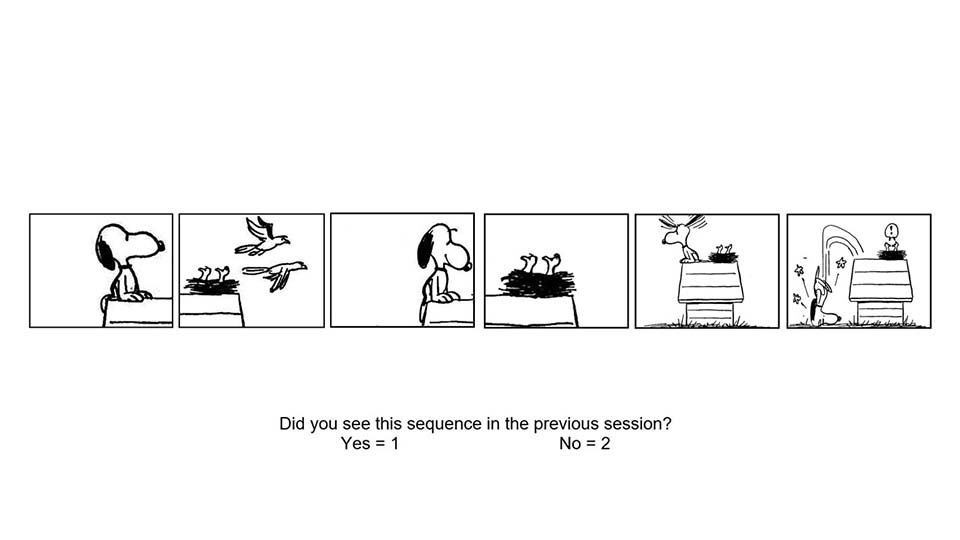 !
Did you see this sequence in the previous session?
Yes = 1 No = 2